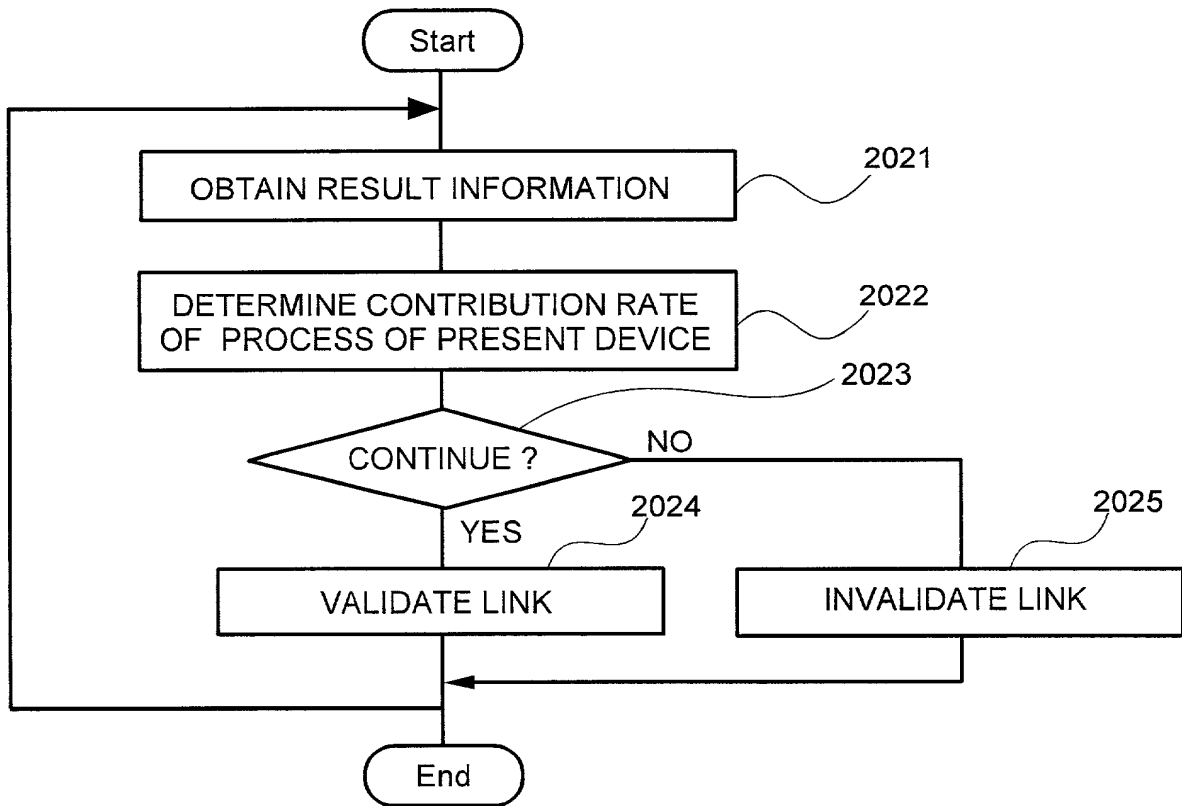 Start
OBTAIN RESULT INFORMATION
2021
DETERMINE CONTRIBUTION RATE
OF PROCESS OF PRESENT DEVICE
2022
2023
CONTINUE ?
NO
YES
2024
2025
VALIDATE LINK
INVALIDATE LINK
End